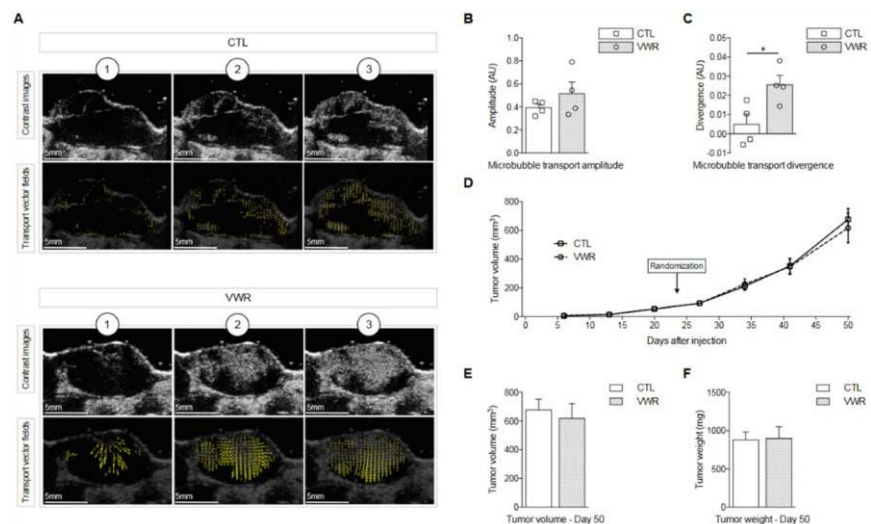 A
CTL
1
2
3
Contrast images
5mm
5mm
5mm
Transport vector fields
5mm
5mm
5mm
VWR
1
2
3
Contrast images
5mm
5mm
5mm
Transport vector fields
5mm
5mm
5mm
B
CTL
VWR
Amplitude (AU)
1.0
0.8
0.6
0.4
0.2
0.0
Microbubble transport amplitude
C
CTL
VWR
Divergence (AU)
0.05
0.04
0.03
0.02
0.01
0.00
-0.01
*
Microbubble transport divergence
D
Tumor volume (mm³)
800
600
400
200
0
CTL
VWR
Randomization
0 5 10 15 20 25 30 35 40 45 50
Days after injection
E
CTL
VWR
Tumor volume (mm³)
800
600
400
200
0
Tumor volume - Day 50
F
CTL
VWR
Tumor weight (mg)
1500
1000
500
0
Tumor weight - Day 50